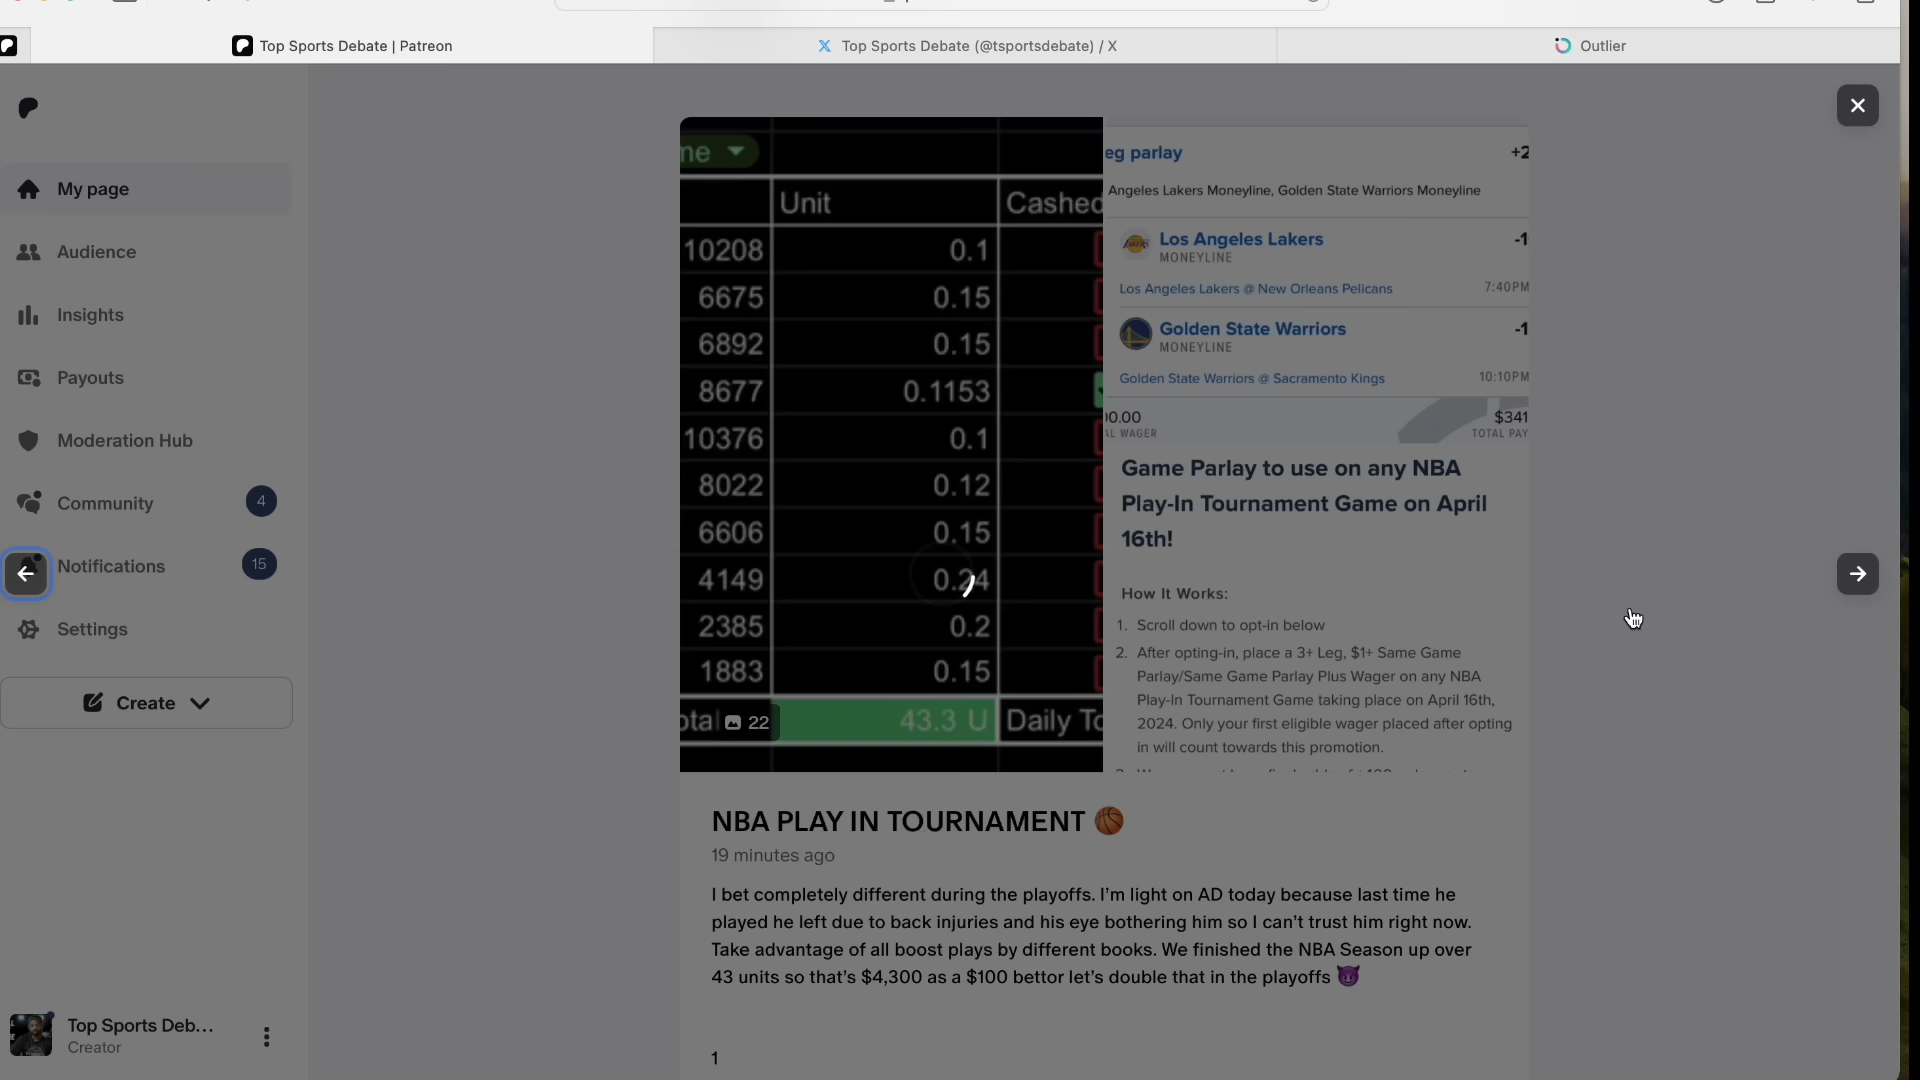 Top Sports Debate | Patreon
Top Sports Debate (@tsportsdebate) / X
Outlier
My page
Audience
Insights
Payouts
Moderation Hub
Community 4
Notifications 15
Settings
Create
Top Sports Deb...
Creator
me
Unit Cashed
10208 0.1
6675 0.15
6892 0.15
8677 0.1153
10376 0.1
8022 0.12
6606 0.15
4149 0.24
2385 0.2
1883 0.15
otal 22 43.3 U Daily To
eg parlay +2
Angeles Lakers Moneyline, Golden State Warriors Moneyline
Los Angeles Lakers -1
MONEYLINE
Los Angeles Lakers @ New Orleans Pelicans 7:40PM
Golden State Warriors -1
MONEYLINE
Golden State Warriors @ Sacramento Kings 10:10PM
00.00 $341
AL WAGER TOTAL PAY
Game Parlay to use on any NBA
Play-In Tournament Game on April
16th!
How It Works:
1. Scroll down to opt-in below
2. After opting-in, place a 3+ Leg, $1+ Same Game
Parlay/Same Game Parlay Plus Wager on any NBA
Play-In Tournament Game taking place on April 16th,
2024. Only your first eligible wager placed after opting
in will count towards this promotion.
NBA PLAY IN TOURNAMENT 🏀
19 minutes ago
I bet completely different during the playoffs. I'm light on AD today because last time he
played he left due to back injuries and his eye bothering him so I can't trust him right now.
Take advantage of all boost plays by different books. We finished the NBA Season up over
43 units so that's $4,300 as a $100 bettor let's double that in the playoffs 😈
1